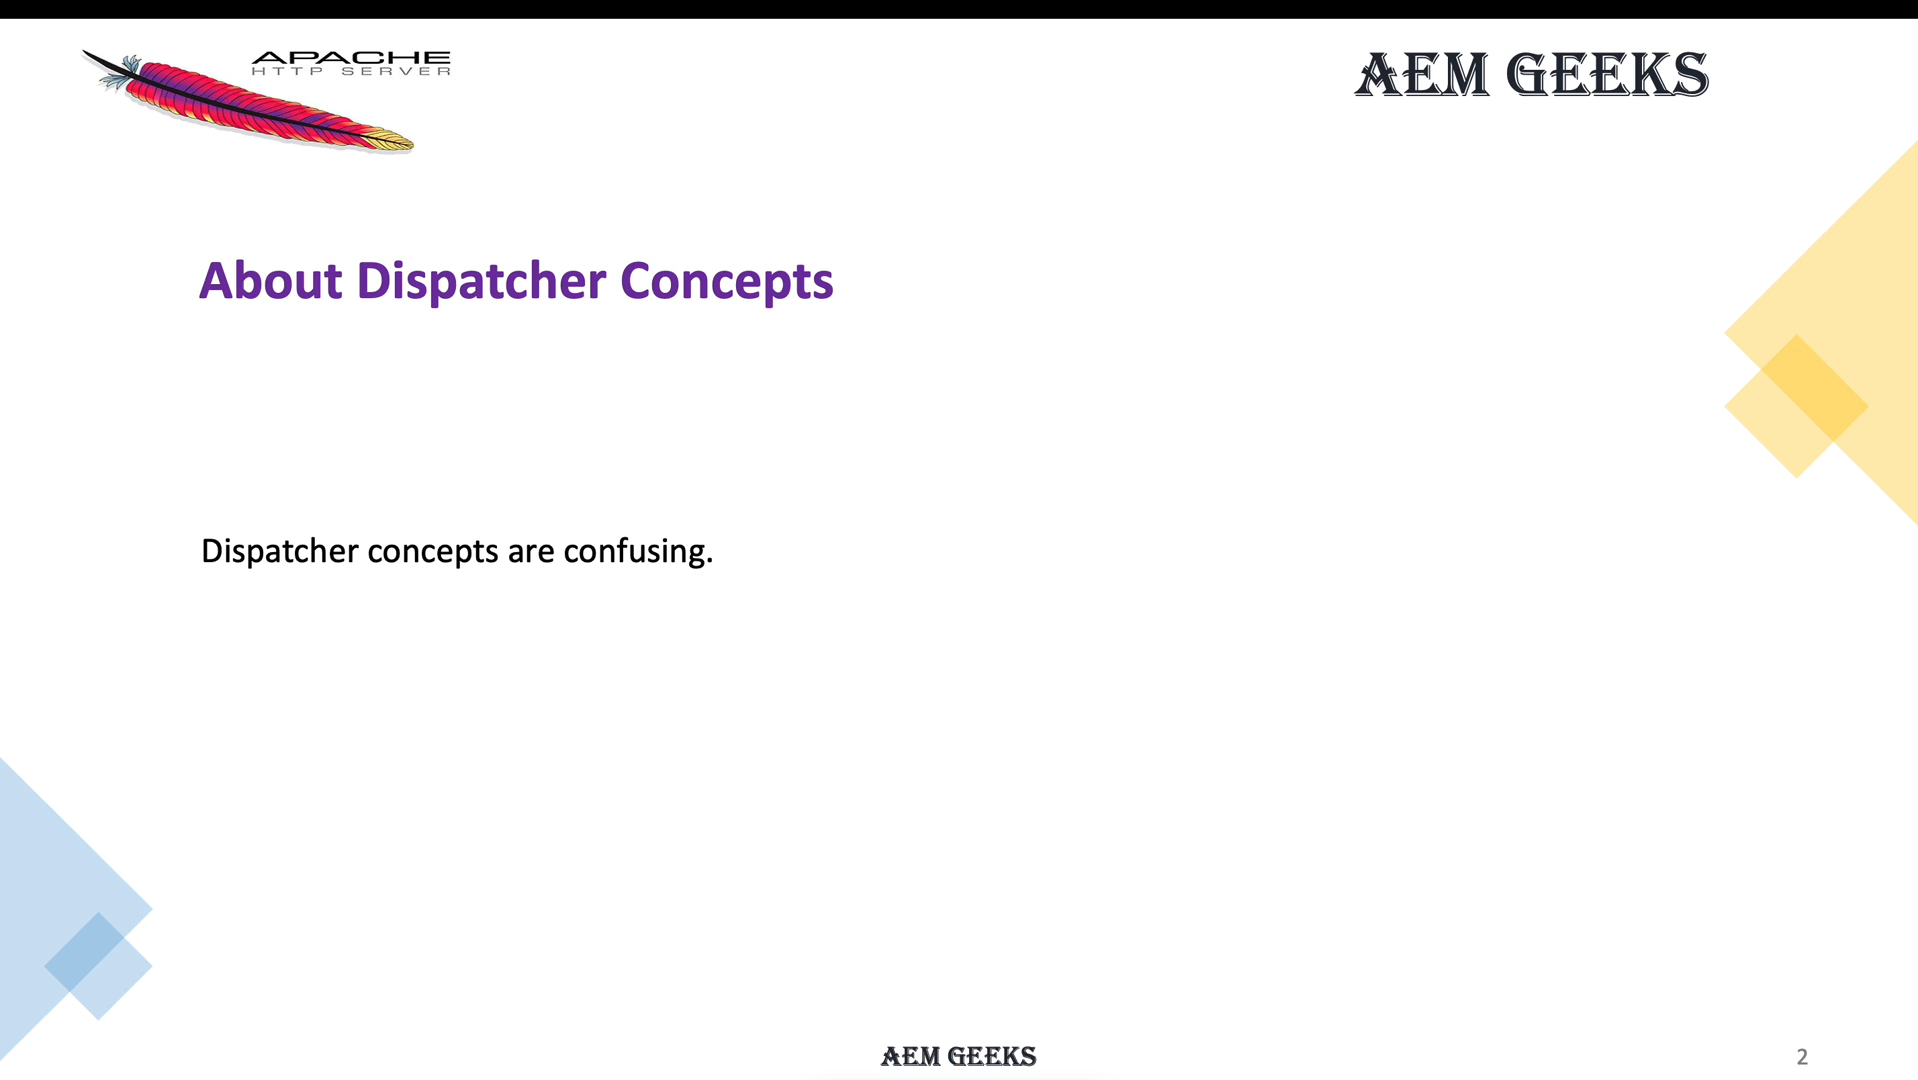 APACHE
HTTP SERVER
AEM GEEKS
About Dispatcher Concepts
Dispatcher concepts are confusing.
AEM GEEKS
2